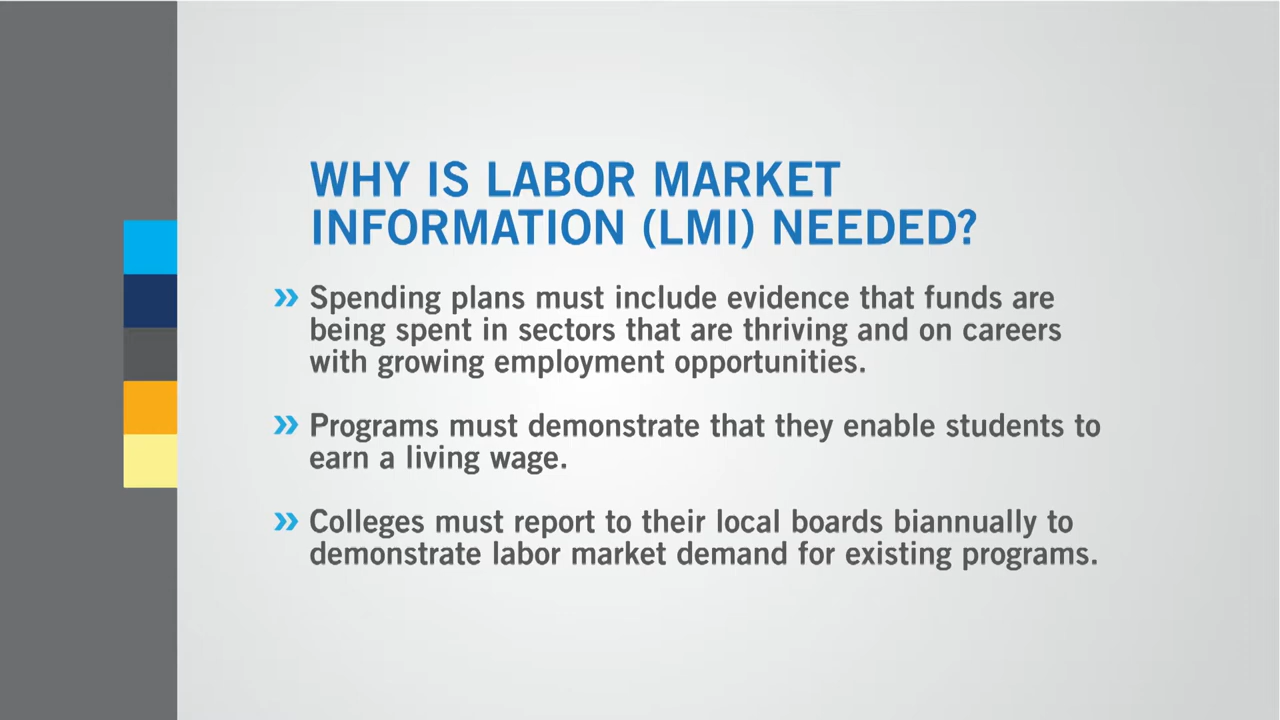 WHY IS LABOR MARKET
INFORMATION (LMI) NEEDED?
» Spending plans must include evidence that funds are
being spent in sectors that are thriving and on careers
with growing employment opportunities.
» Programs must demonstrate that they enable students to
earn a living wage.
» Colleges must report to their local boards biannually to
demonstrate labor market demand for existing programs.